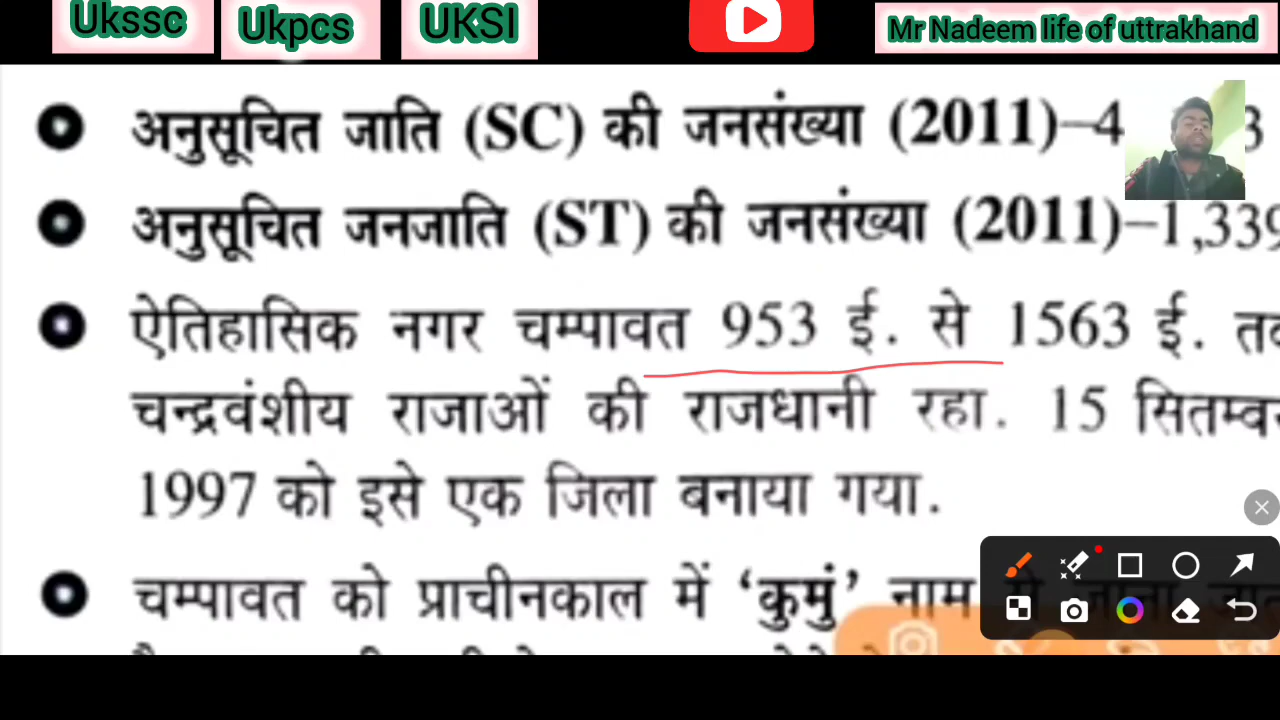 Ukssc Ukpcs UKSI Mr Nadeem life of uttrakhand
अनुसूचित जाति (SC) की जनसंख्या (2011)–4 3
अनुसूचित जनजाति (ST) की जनसंख्या (2011)–1,339
ऐतिहासिक नगर चम्पावत 953 ई. से 1563 ई.
चन्द्रवंशीय राजाओं की राजधानी रहा. 15
1997 को इसे एक जिला बनाया गया.
चम्पावत को प्राचीनकाल में ‘कुमुं’ नाम